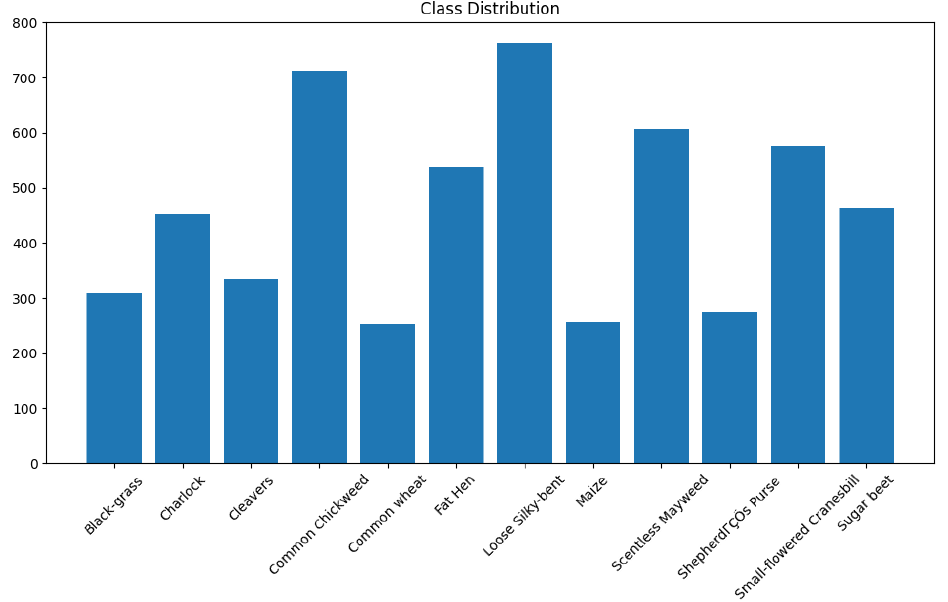 Class Distribution
800
700
600
500
400
300
200
100
0
Black-grass
Charlock
Cleavers
Common Chickweed
Common wheat
Fat Hen
Loose Silky-bent
Maize
Scentless Mayweed
ShepherdΓÇÖs Purse
Small-flowered Cranesbill
Sugar beet